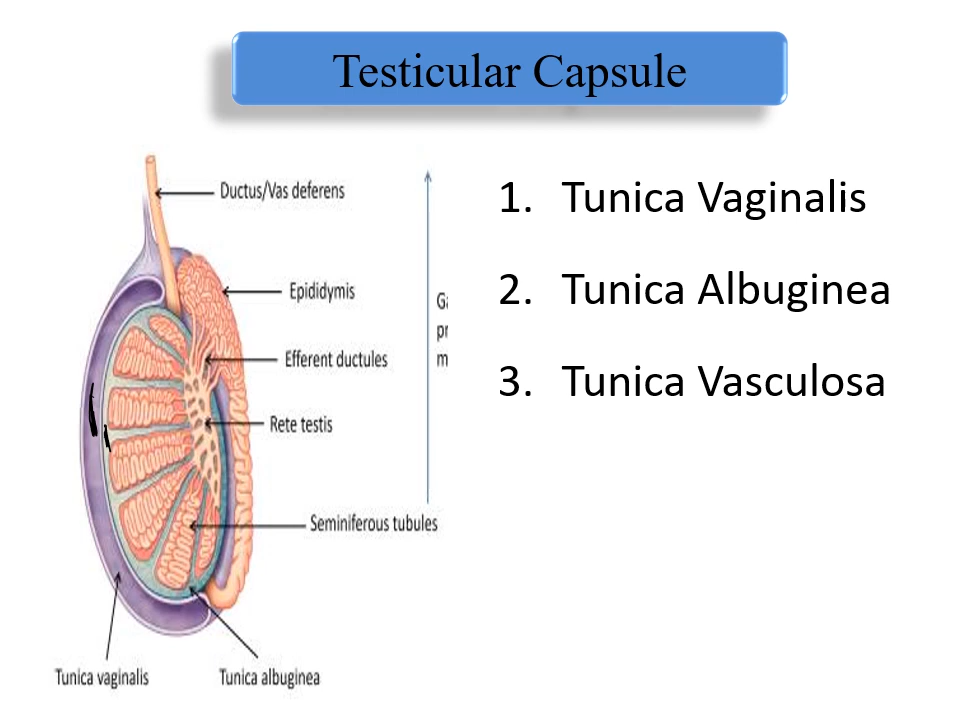 Testicular Capsule
Ductus/Vas deferens
Epididymis
Efferent ductules
Rete testis
Seminiferous tubules
Tunica vaginalis
Tunica albuginea
1. Tunica Vaginalis
2. Tunica Albuginea
3. Tunica Vasculosa